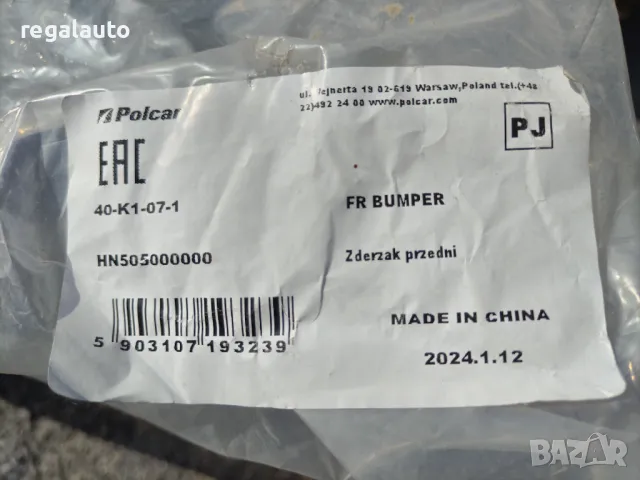 regalauto
Polcar
ul. Wejnerta 19 02-619 Warsaw,Poland tel.(+48
22)492 24 00 www.polcar.com
PJ
EAC
40-K1-07-1
FR BUMPER
HN505000000
Zderzak przedni
5 903107 193239
MADE IN CHINA
2024.1.12
BAZAR